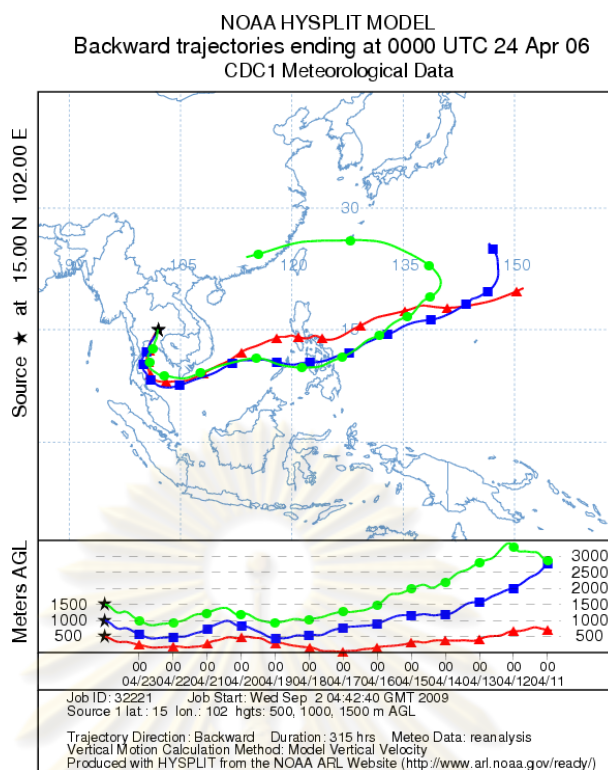 NOAA HYSPLIT MODEL
Backward trajectories ending at 0000 UTC 24 Apr 06
CDC1 Meteorological Data
Source ★ at 15.00 N 102.00 E
30
105 120 135 150
15
Meters AGL
1500
1000
500
3000
2500
2000
1500
1000
500
00 00 00 00 00 00 00 00 00 00 00 00 00
04/23 04/22 04/21 04/20 04/19 04/18 04/17 04/16 04/15 04/14 04/13 04/12 04/11
Job ID: 32221 Job Start: Wed Sep 2 04:42:40 GMT 2009
Source 1 lat.: 15 lon.: 102 hgts: 500, 1000, 1500 m AGL
Trajectory Direction: Backward Duration: 315 hrs Meteo Data: reanalysis
Vertical Motion Calculation Method: Model Vertical Velocity
Produced with HYSPLIT from the NOAA ARL Website (http://www.arl.noaa.gov/ready/)